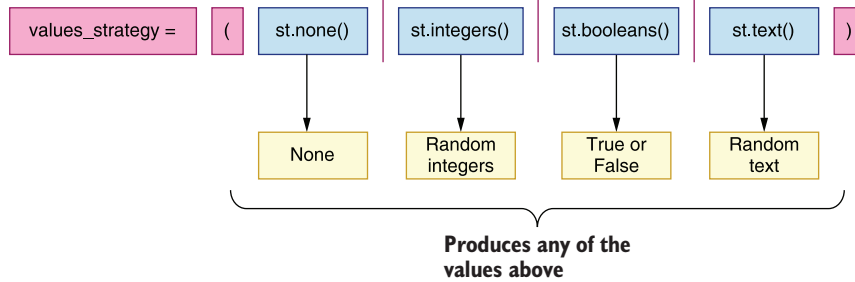 values_strategy = ( st.none() | st.integers() | st.booleans() | st.text() )
None
Random
integers
True or
False
Random
text
Produces any of the
values above